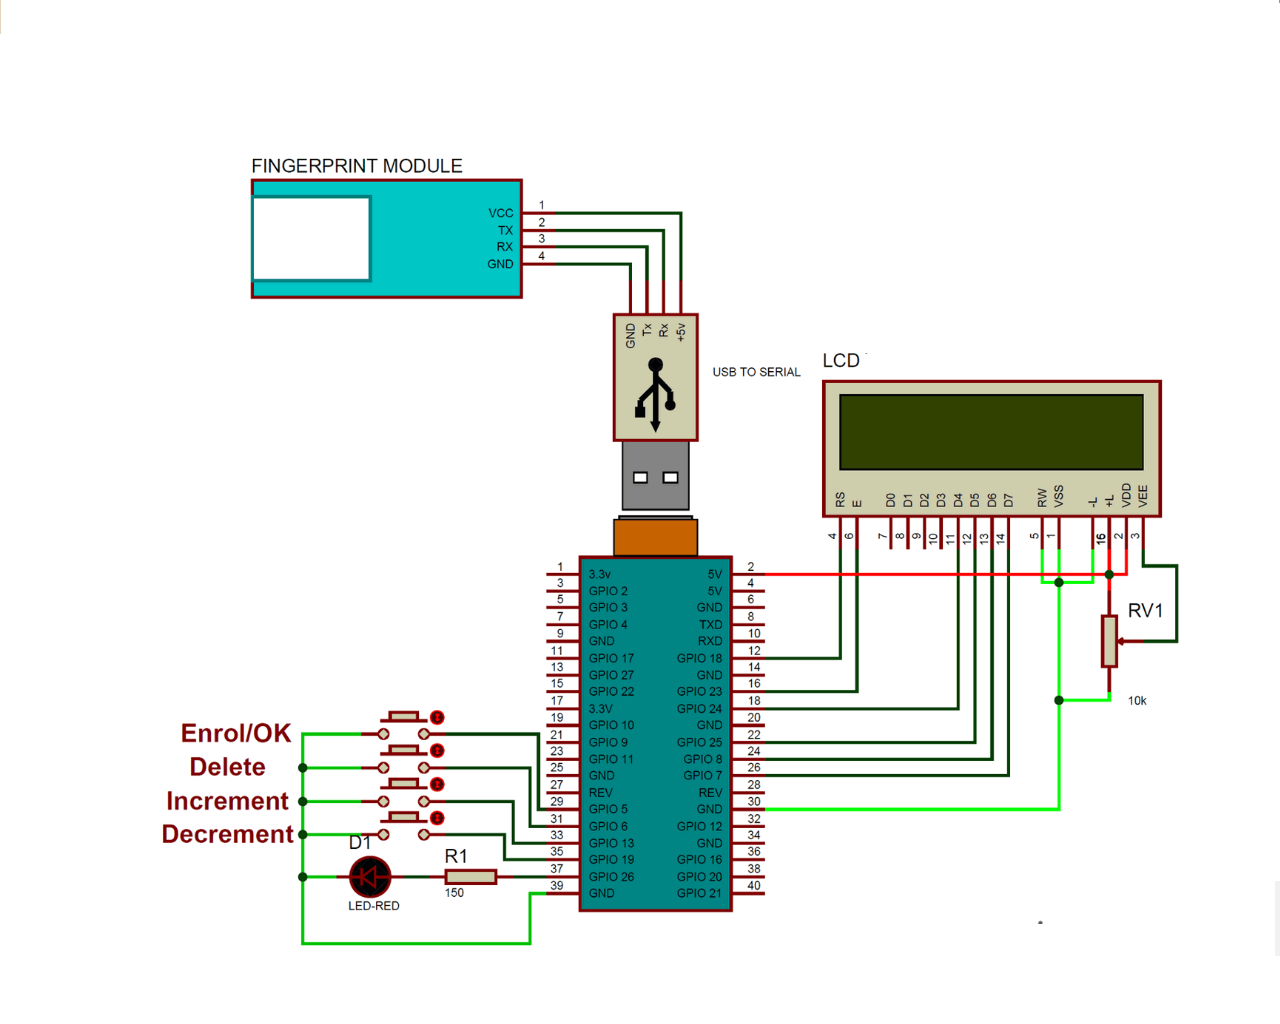 FINGERPRINT MODULE
VCC 1
TX 2
RX 3
GND 4
GND Tx Rx +5v
USB TO SERIAL
LCD
RS E D0 D1 D2 D3 D4 D5 D6 D7 RW VSS -L +L VDD VEE
4 6 7 8 9 10 11 12 13 14 5 1 2 3
RV1
10k
1 3.3v 5V 2
3 GPIO 2 5V 4
5 GPIO 3 GND 6
7 GPIO 4 TXD 8
9 GND RXD 10
11 GPIO 17 GPIO 18 12
13 GPIO 27 GND 14
15 GPIO 22 GPIO 23 16
17 3.3V GPIO 24 18
19 GPIO 10 GND 20
21 GPIO 9 GPIO 25 22
23 GPIO 11 GPIO 8 24
25 GND GPIO 7 26
27 REV REV 28
29 GPIO 5 GND 30
31 GPIO 6 GPIO 12 32
33 GPIO 13 GND 34
35 GPIO 19 GPIO 16 36
37 GPIO 26 GPIO 20 38
39 GND GPIO 21 40
Enrol/OK
Delete
Increment
Decrement
D1
LED-RED
R1
150